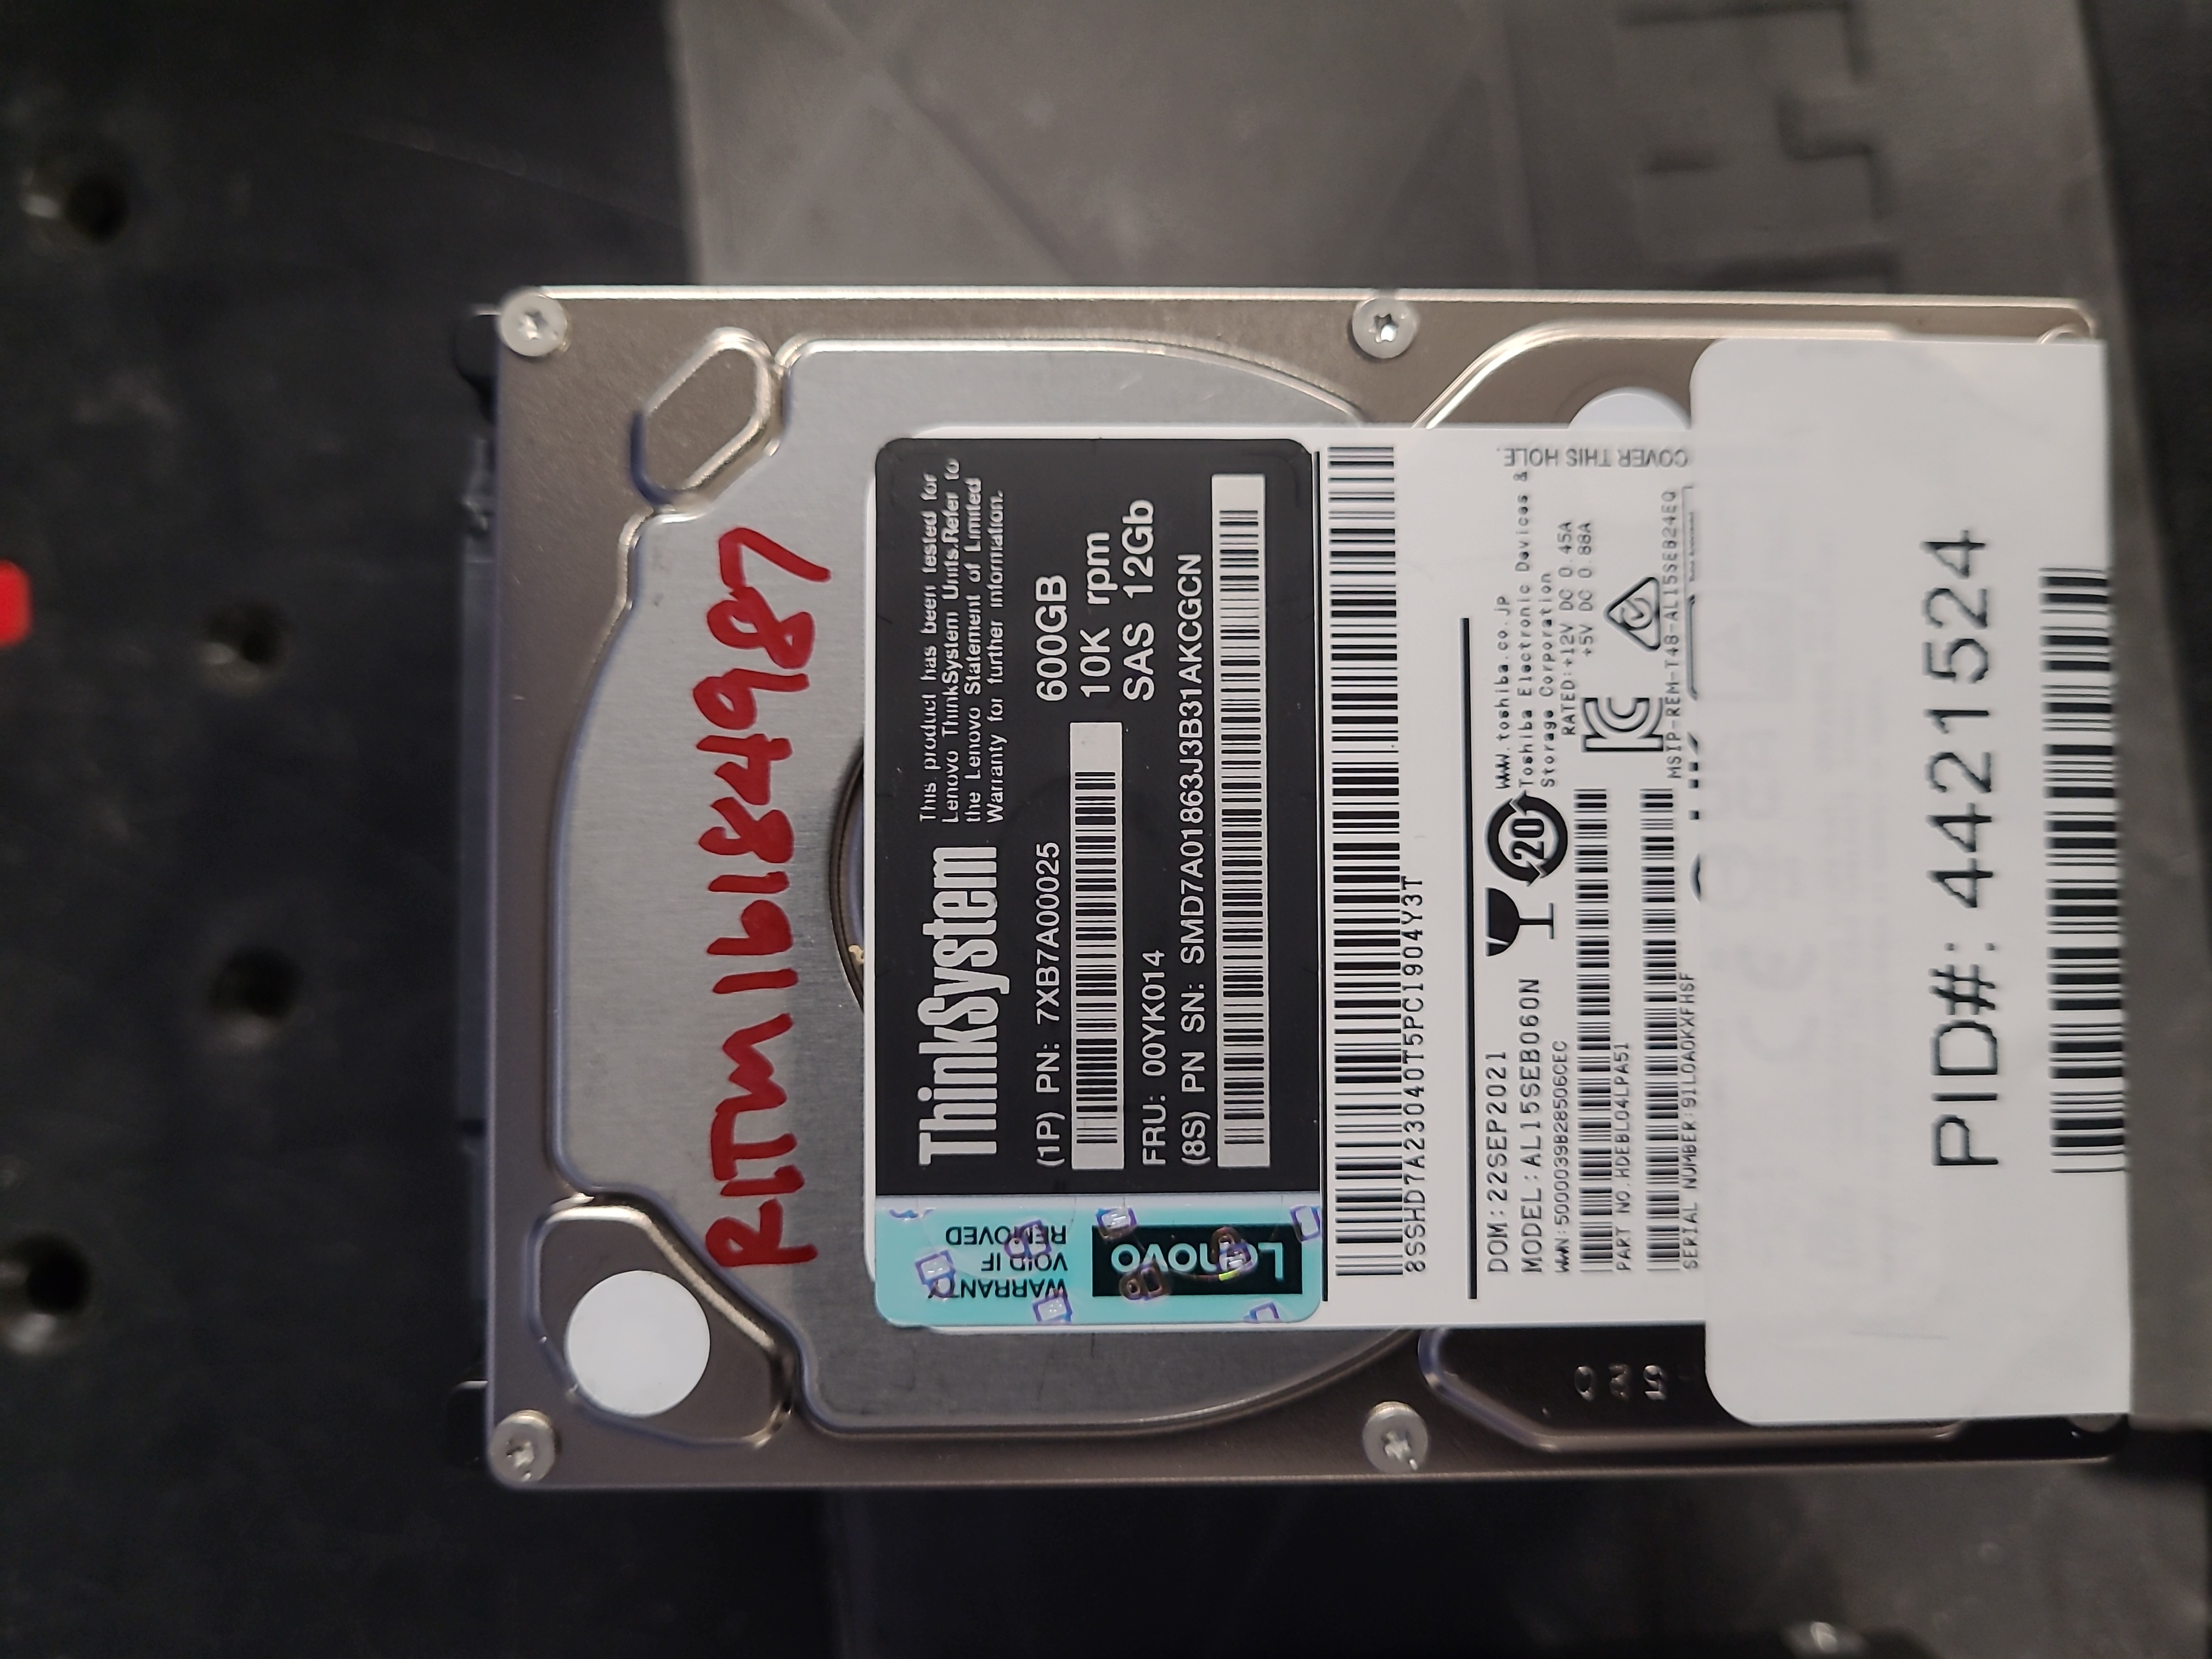 RITM16184987
WARRANTY
VOID IF
REMOVED
Lenovo
ThinkSystem
This product has been tested for
Lenovo ThinkSystem Units.Refer to
the Lenovo Statement of Limited
Warranty for further information.
(1P) PN: 7XB7A00025
600GB
10K rpm
SAS 12Gb
FRU: 00YK014
(8S) PN SN: SMD7A01863J3B31AKCGCN
8SSHD7A23040T5PC1904Y3T
DOM:22SEP2021
MODEL:AL15SEB060N
WWN:5000039B28506CEC
PART NO.HDEBL04LPA51
SERIAL NUMBER:91L0A0KXFHSF
20
WWW.toshiba.co.jp
Toshiba Electronic Devices &
Storage Corporation
RATED:+12V DC 0.45A
+5V DC 0.88A
MSIP-REM-T48-AL15SEB24EQ
COVER THIS HOLE.
520
PID#: 4421524